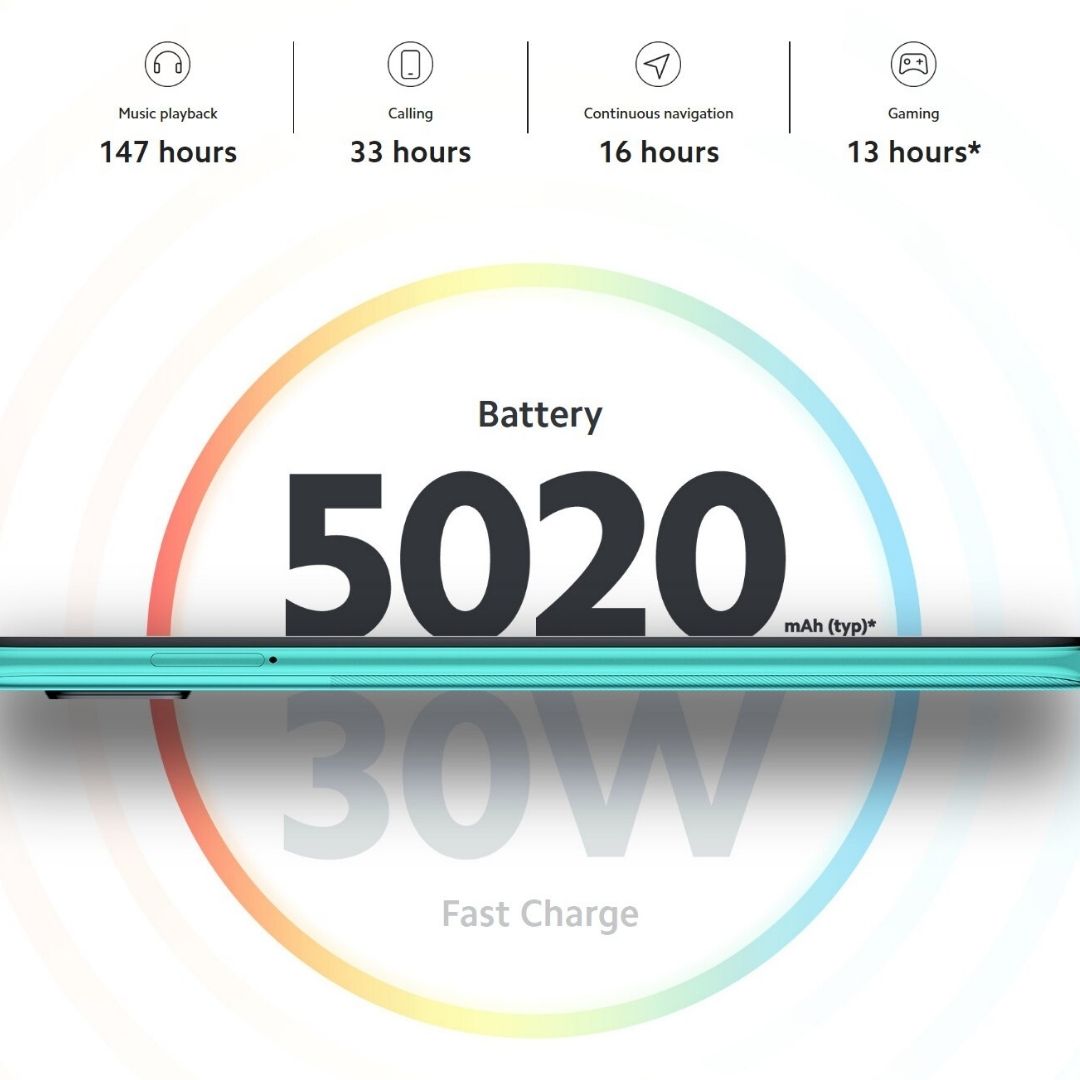 Music playback
147 hours
Calling
33 hours
Continuous navigation
16 hours
Gaming
13 hours*
Battery
5020
mAh (typ)*
30W
Fast Charge